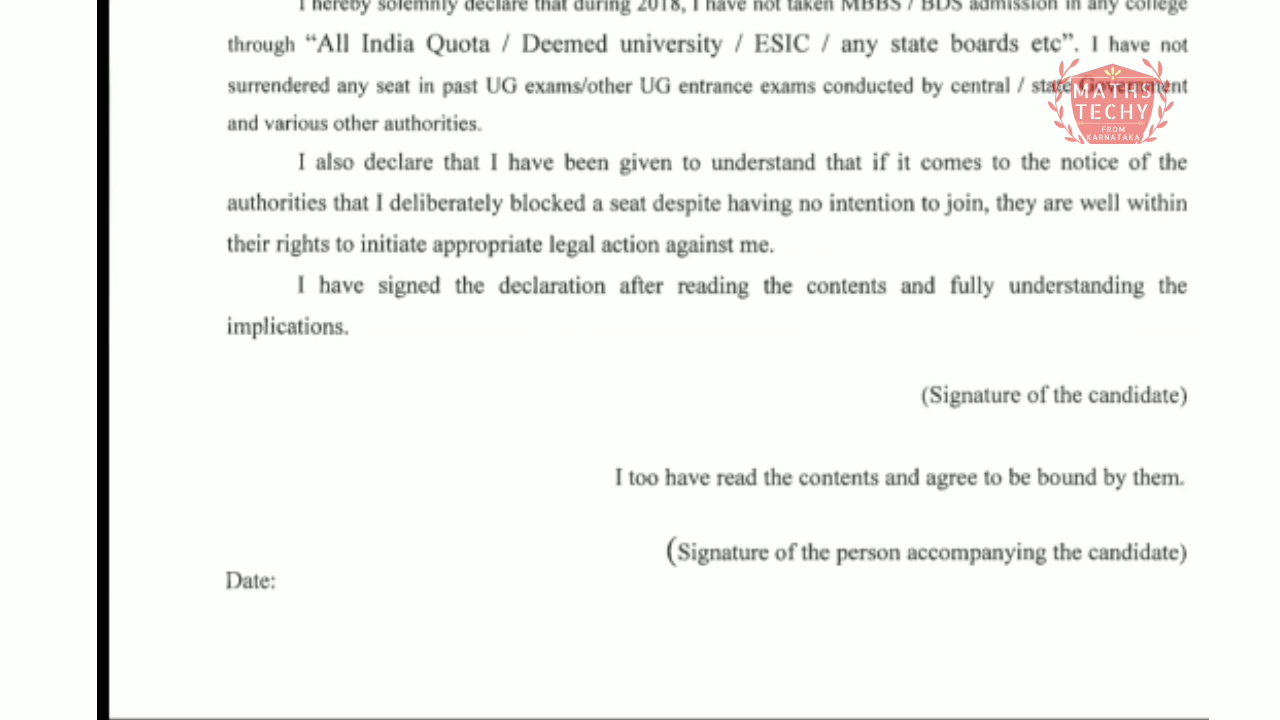 I hereby solemnly declare that during 2018, I have not taken MBBS / BDS admission in any college
through “All India Quota / Deemed university / ESIC / any state boards etc”. I have not
surrendered any seat in past UG exams/other UG entrance exams conducted by central / state Government
and various other authorities.
I also declare that I have been given to understand that if it comes to the notice of the
authorities that I deliberately blocked a seat despite having no intention to join, they are well within
their rights to initiate appropriate legal action against me.
I have signed the declaration after reading the contents and fully understanding the
implications.
(Signature of the candidate)
I too have read the contents and agree to be bound by them.
(Signature of the person accompanying the candidate)
Date:
MATHS
TECHY
FROM
KARNATAKA